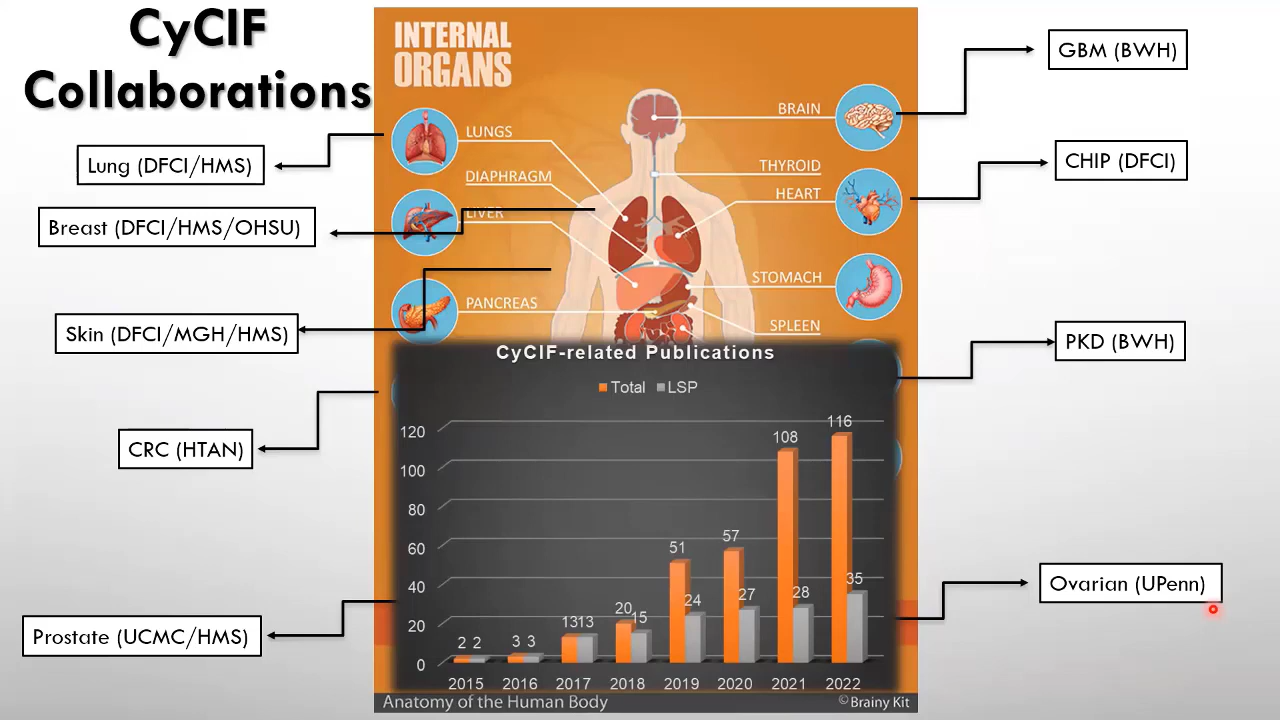 CyCIF
Collaborations
INTERNAL
ORGANS
LUNGS
DIAPHRAGM
LIVER
PANCREAS
BRAIN
THYROID
HEART
STOMACH
SPLEEN
Lung (DFCI/HMS)
Breast (DFCI/HMS/OHSU)
Skin (DFCI/MGH/HMS)
CRC (HTAN)
Prostate (UCMC/HMS)
GBM (BWH)
CHIP (DFCI)
PKD (BWH)
Ovarian (UPenn)
CyCIF-related Publications
Total LSP
120
100
80
60
40
20
0
2 2
3 3
13 13
20 15
51 24
57 27
108 28
116 35
2015 2016 2017 2018 2019 2020 2021 2022
Anatomy of the Human Body
© Brainy Kit